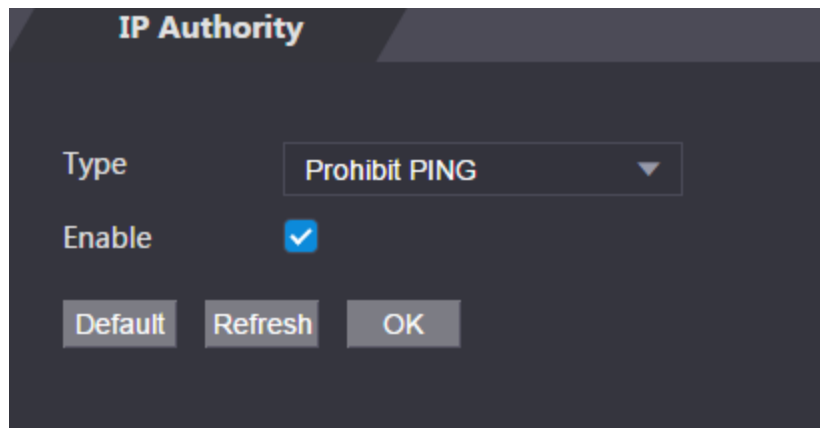 IP Authority
Type Prohibit PING
Enable
Default Refresh OK